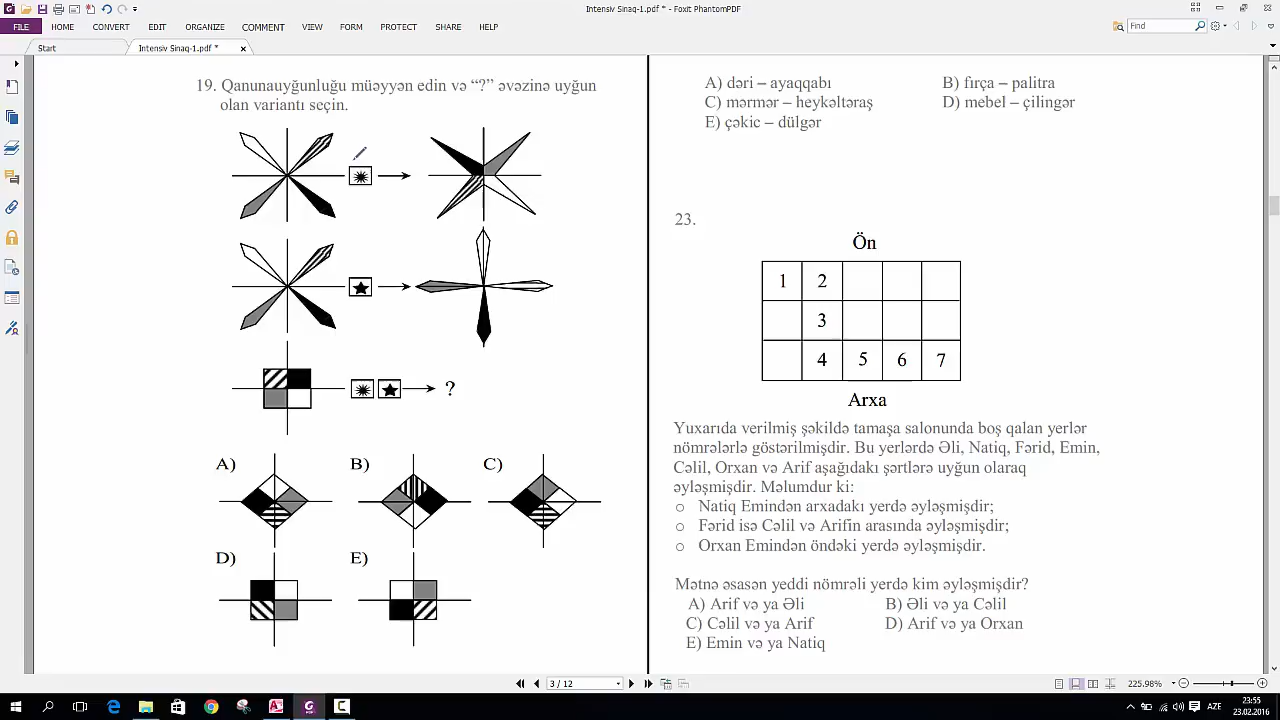 Intensiv Sinaq-1.pdf * - Foxit PhantomPDF
FILE HOME CONVERT EDIT ORGANIZE COMMENT VIEW FORM PROTECT SHARE HELP
Find
Start
Intensiv Sinaq-1.pdf *
19. Qanunauyğunluğu müəyyən edin və “?” əvəzinə uyğun
olan variantı seçin.
?
A)
B)
C)
D)
E)
A) dəri – ayaqqabı
B) fırça – palitra
C) mərmər – heykəltəraş
D) mebel – çilingər
E) çəkic – dülgər
23.
Ön
1 2
3
4 5 6 7
Arxa
Yuxarıda verilmiş şəkildə tamaşa salonunda boş qalan yerlər
nömrələrlə göstərilmişdir. Bu yerlərdə Əli, Natiq, Fərid, Emin,
Cəlil, Orxan və Arif aşağıdakı şərtlərə uyğun olaraq
əyləşmişdir. Məlumdur ki:
o Natiq Emindən arxadakı yerdə əyləşmişdir;
o Fərid isə Cəlil və Arifin arasında əyləşmişdir;
o Orxan Emindən öndəki yerdə əyləşmişdir.
Mətnə əsasən yeddi nömrəli yerdə kim əyləşmişdir?
A) Arif və ya Əli
B) Əli və ya Cəlil
C) Cəlil və ya Arif
D) Arif və ya Orxan
E) Emin və ya Natiq
3 / 12
225.98%
AZE
23:55
23.02.2016